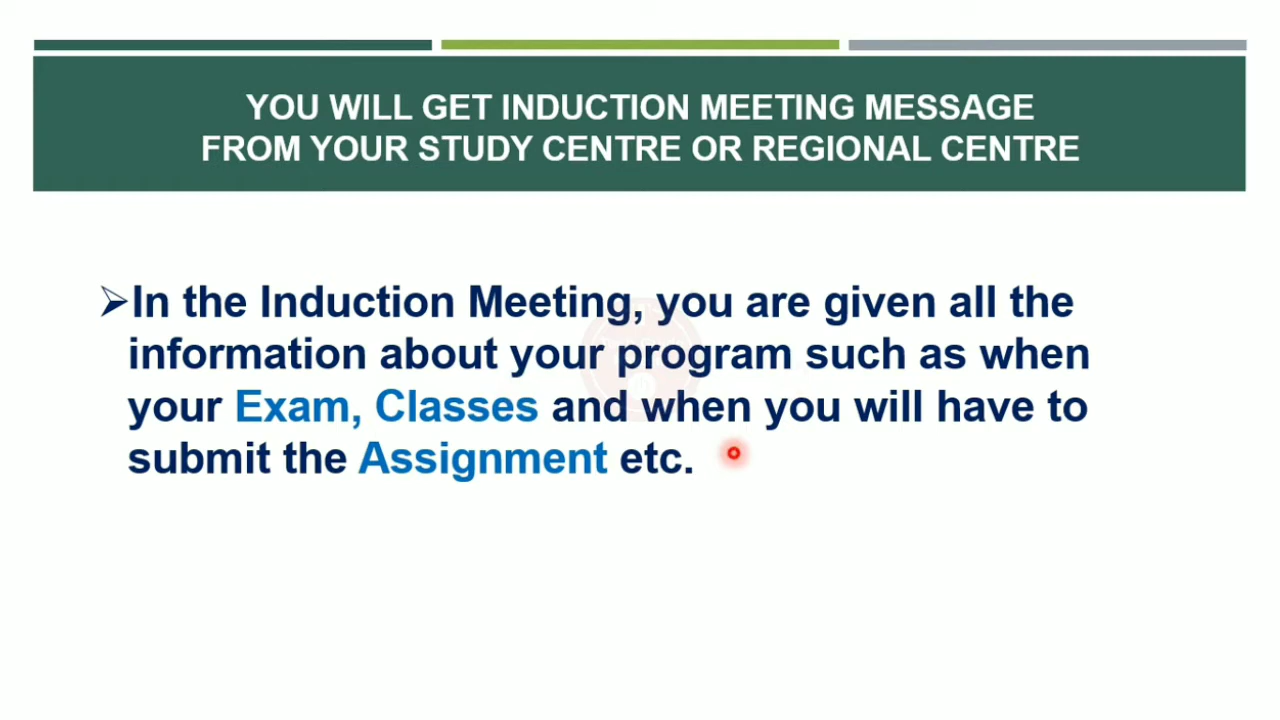 YOU WILL GET INDUCTION MEETING MESSAGE
FROM YOUR STUDY CENTRE OR REGIONAL CENTRE
➢In the Induction Meeting, you are given all the
information about your program such as when
your Exam, Classes and when you will have to
submit the Assignment etc.